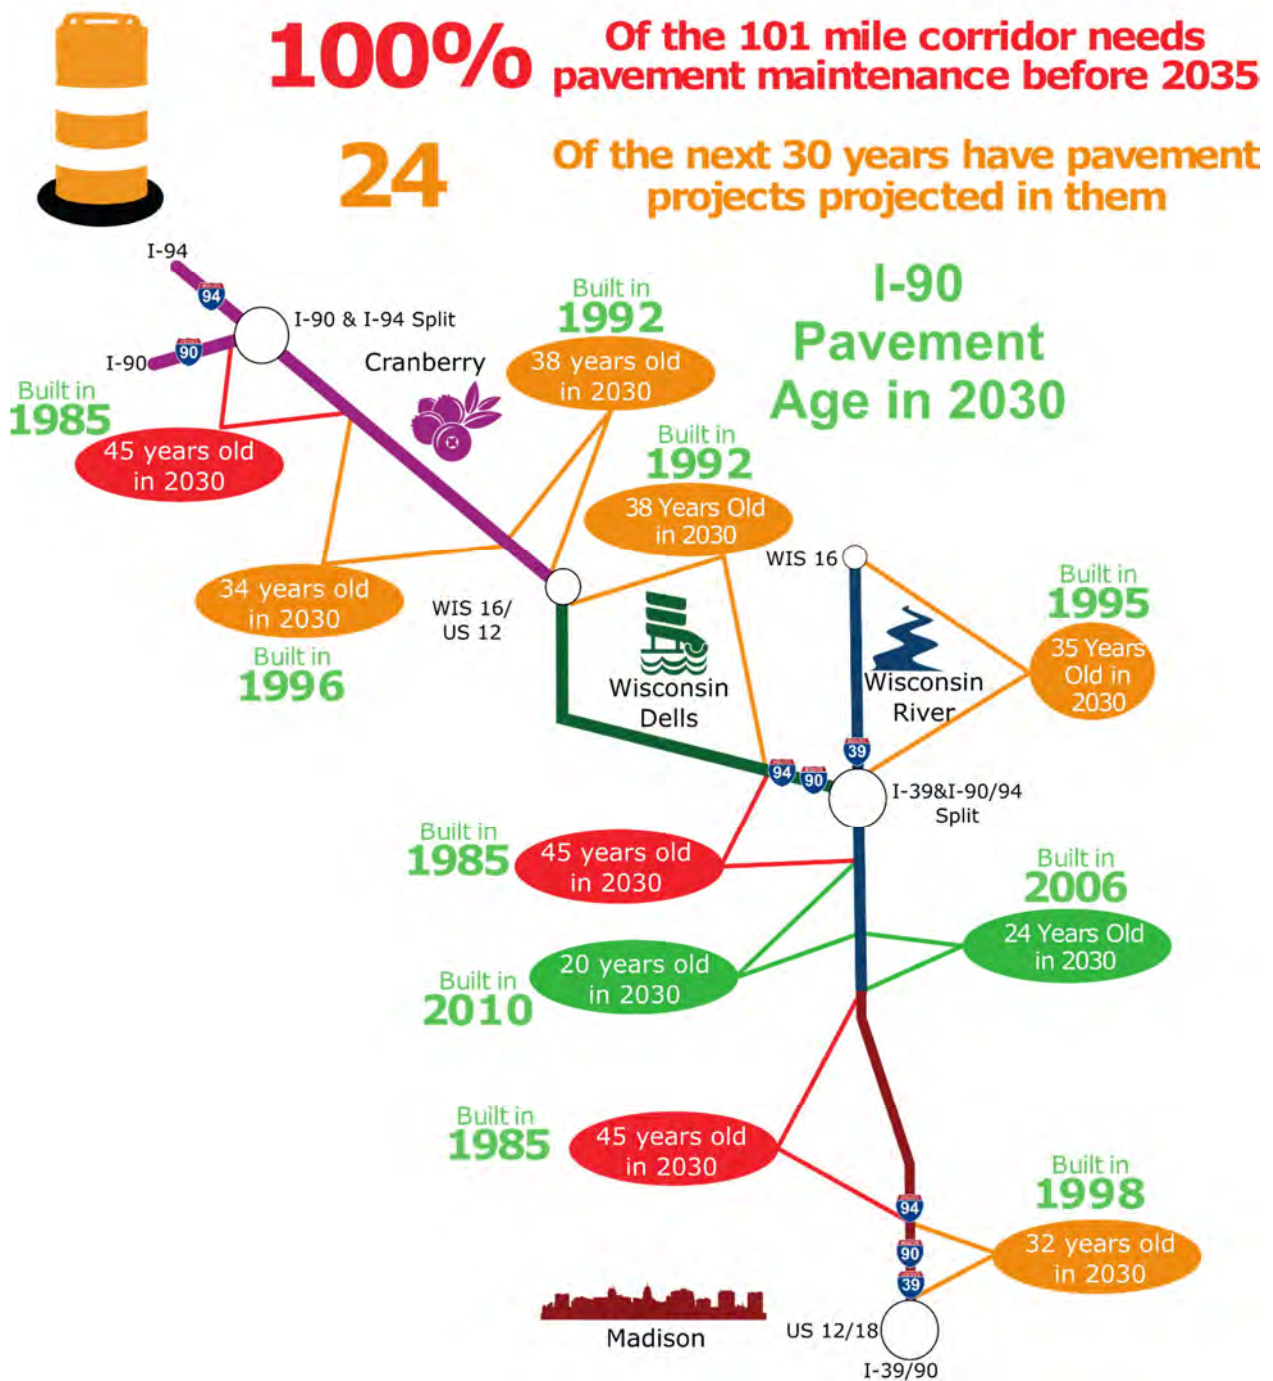 100%
Of the 101 mile corridor needs
pavement maintenance before 2035
24
Of the next 30 years have pavement
projects projected in them
I-94
94
I-90 & I-94 Split
I-90
90
Cranberry
Built in
1992
38 years old
in 2030
I-90
Pavement
Age in 2030
Built in
1985
45 years old
in 2030
Built in
1992
38 Years Old
in 2030
34 years old
in 2030
Built in
1996
WIS 16/
US 12
Wisconsin
Dells
WIS 16
Wisconsin
River
Built in
1995
35 Years
Old in
2030
39
94
90
I-39&I-90/94
Split
Built in
1985
45 years old
in 2030
Built in
2006
24 Years Old
in 2030
20 years old
in 2030
Built in
2010
Built in
1985
45 years old
in 2030
Built in
1998
32 years old
in 2030
94
90
39
Madison
US 12/18
I-39/90